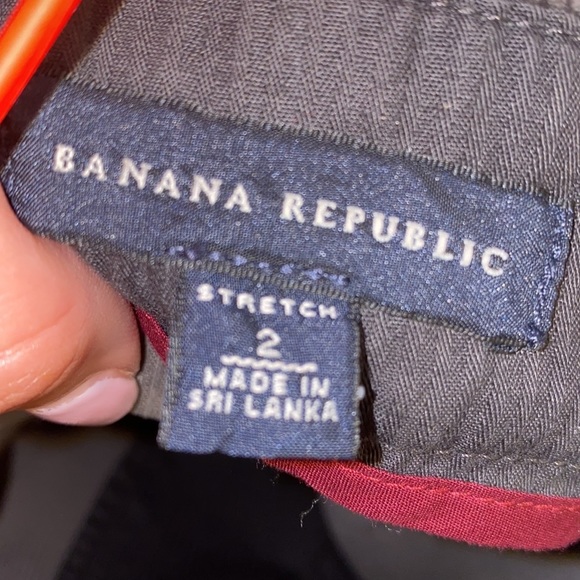 BANANA REPUBLIC
STRETCH
2
MADE IN
SRI LANKA